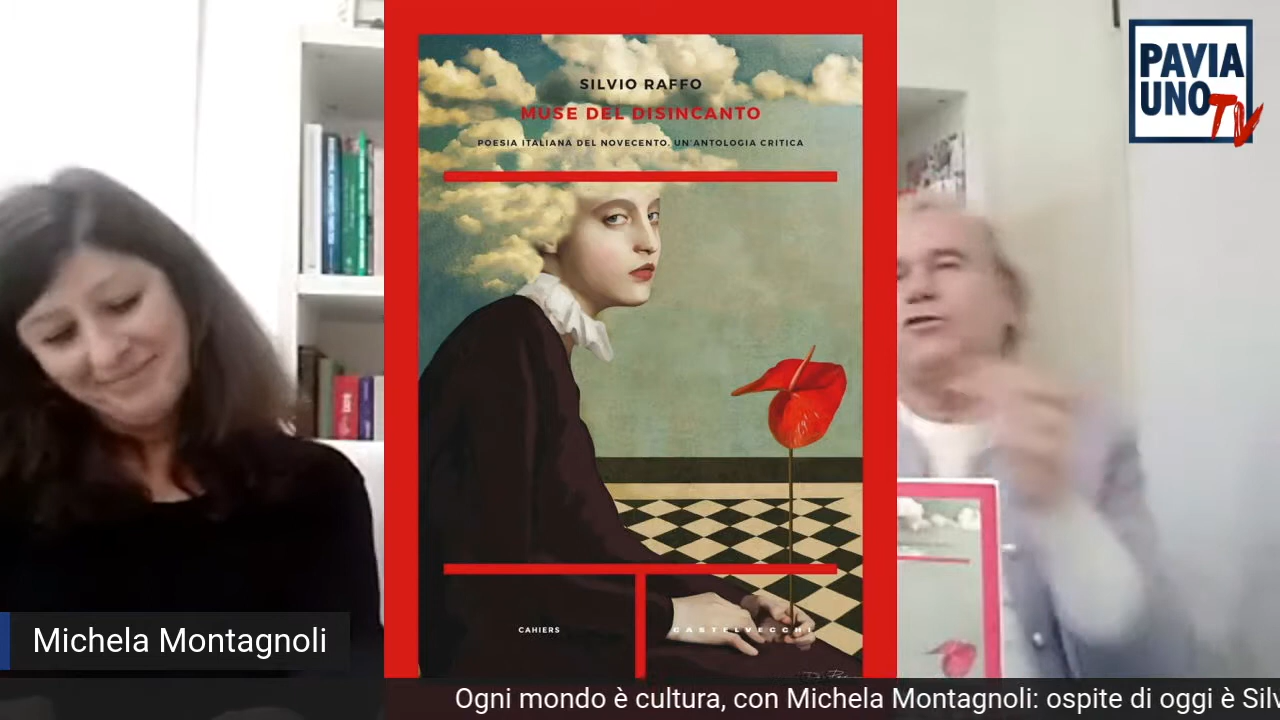 PAVIA
UNO TV
SILVIO RAFFO
MUSE DEL DISINCANTO
POESIA ITALIANA DEL NOVECENTO. UN'ANTOLOGIA CRITICA
CAHIERS
CASTELVECCHI
Michela Montagnoli
Ogni mondo è cultura, con Michela Montagnoli: ospite di oggi è Silv